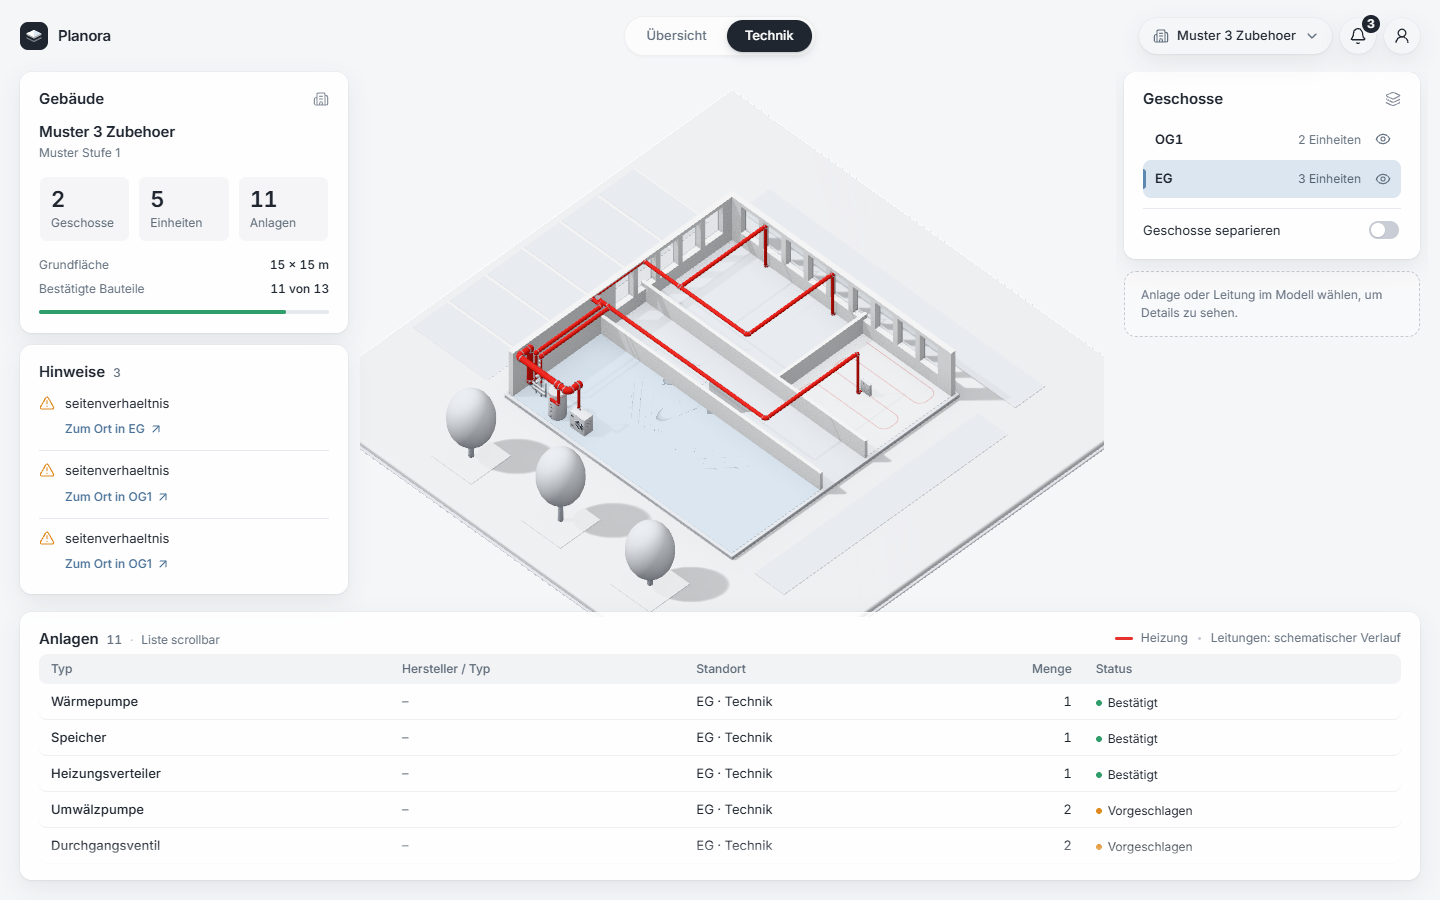 Planora
Übersicht
Technik
Muster 3 Zubehoer
3
Gebäude
Muster 3 Zubehoer
Muster Stufe 1
2 5 11
Geschosse Einheiten Anlagen
Grundfläche 15 × 15 m
Bestätigte Bauteile 11 von 13
Hinweise 3
seitenverhaeltnis
Zum Ort in EG
seitenverhaeltnis
Zum Ort in OG1
seitenverhaeltnis
Zum Ort in OG1
Geschosse
OG1 2 Einheiten
EG 3 Einheiten
Geschosse separieren
Anlage oder Leitung im Modell wählen, um
Details zu sehen.
Anlagen 11 · Liste scrollbar
Heizung · Leitungen: schematischer Verlauf
Typ Hersteller / Typ Standort Menge Status
Wärmepumpe – EG · Technik 1 Bestätigt
Speicher – EG · Technik 1 Bestätigt
Heizungsverteiler – EG · Technik 1 Bestätigt
Umwälzpumpe – EG · Technik 2 Vorgeschlagen
Durchgangsventil – EG · Technik 2 Vorgeschlagen